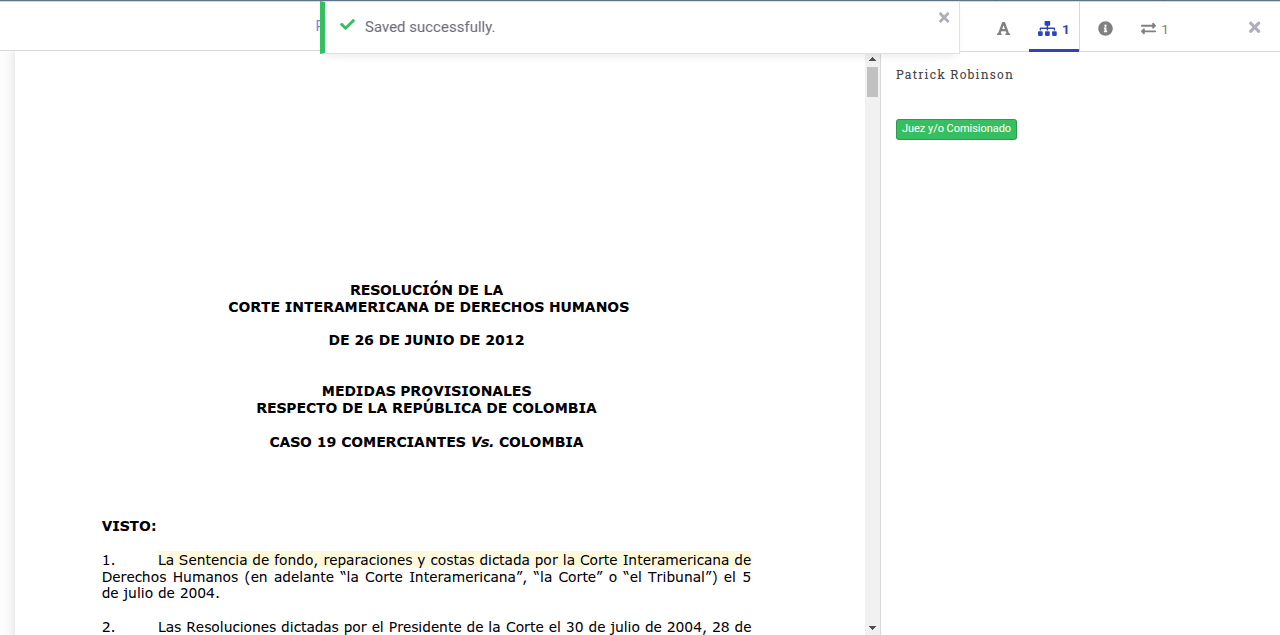 Saved successfully.
A
1
1
Patrick Robinson
Juez y/o Comisionado
RESOLUCIÓN DE LA
CORTE INTERAMERICANA DE DERECHOS HUMANOS
DE 26 DE JUNIO DE 2012
MEDIDAS PROVISIONALES
RESPECTO DE LA REPÚBLICA DE COLOMBIA
CASO 19 COMERCIANTES Vs. COLOMBIA
VISTO:
1. La Sentencia de fondo, reparaciones y costas dictada por la Corte Interamericana de
Derechos Humanos (en adelante “la Corte Interamericana”, “la Corte” o “el Tribunal”) el 5
de julio de 2004.
2. Las Resoluciones dictadas por el Presidente de la Corte el 30 de julio de 2004, 28 de